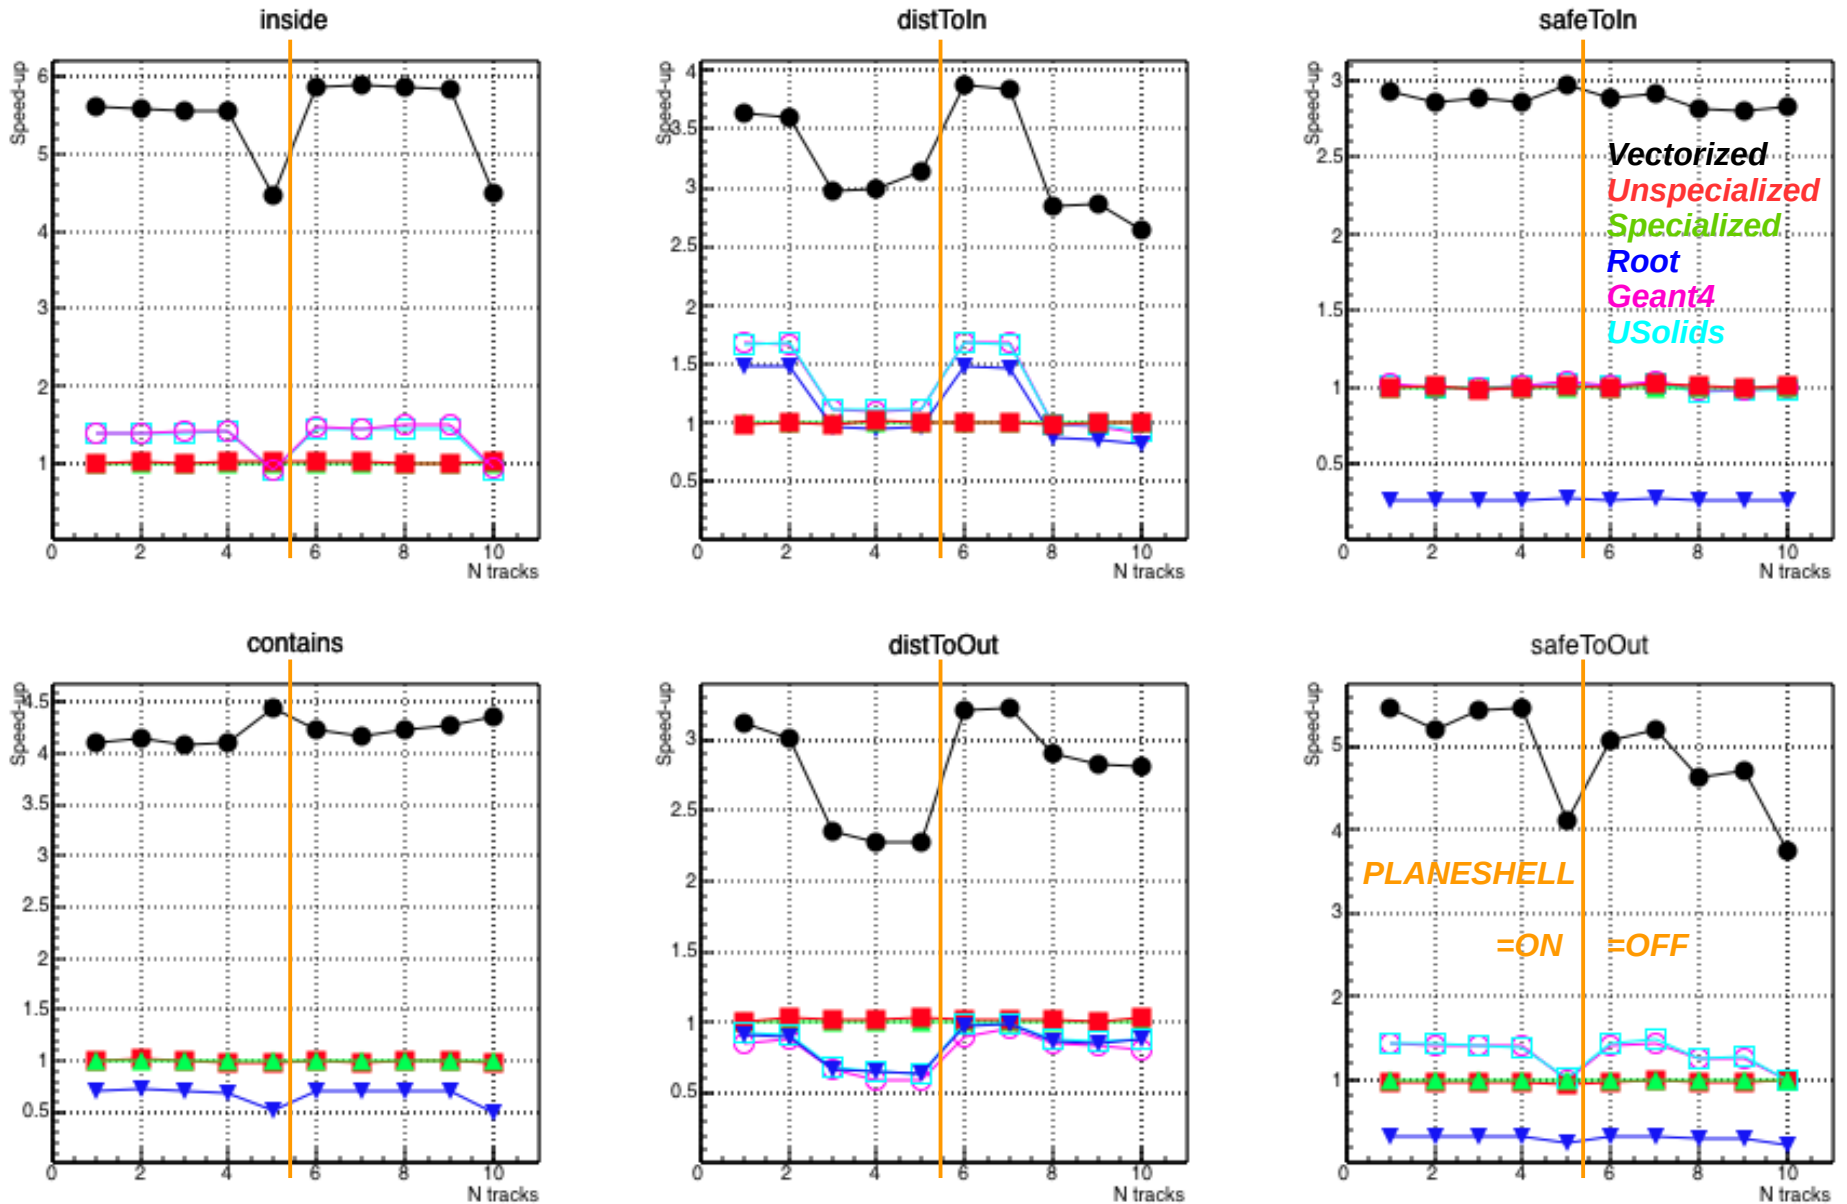 inside
Speed-up
6
5
4
3
2
1
0 2 4 6 8 10
N tracks
distToIn
Speed-up
4
3.5
3
2.5
2
1.5
1
0.5
0 2 4 6 8 10
N tracks
safeToIn
Speed-up
3
2.5
2
1.5
1
0.5
Vectorized
Unspecialized
Specialized
Root
Geant4
USolids
0 2 4 6 8 10
N tracks
contains
Speed-up
4.5
4
3.5
3
2.5
2
1.5
1
0.5
0 2 4 6 8 10
N tracks
distToOut
Speed-up
3
2.5
2
1.5
1
0.5
0 2 4 6 8 10
N tracks
safeToOut
Speed-up
5
4
3
2
1
PLANESHELL
=ON =OFF
0 2 4 6 8 10
N tracks